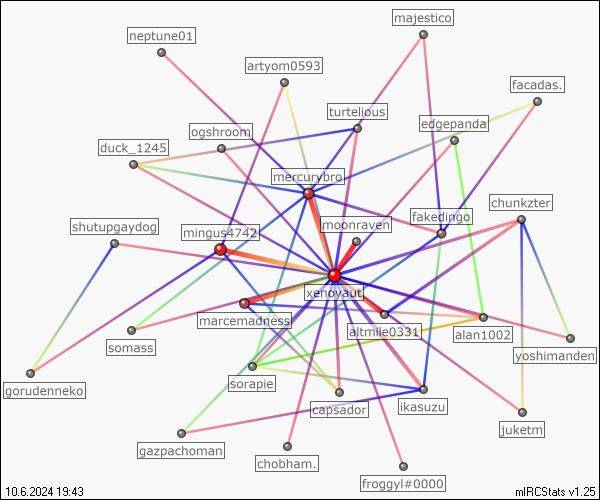 majestico
neptune01
artyom0593
facadas.
turtelious
edgepanda
ogshroom
duck_1245
mercurybro
chunkzter
fakedingo
moonraven
shutupgaydog
mingus4742
xenoyaut
marcemadness
altmile0331
alan1002
somass
yoshimanden
sorapie
gorudenneko
capsador
ikasuzu
juketm
gazpachoman
chobham.
froggyl#0000
10.6.2024 19:43
mIRCStats v1.25